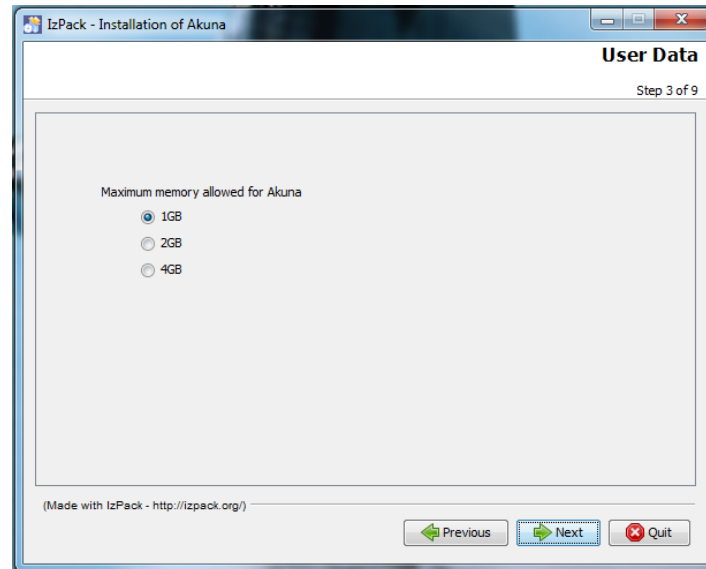 IzPack - Installation of Akuna
User Data
Step 3 of 9
Maximum memory allowed for Akuna
1GB
2GB
4GB
(Made with IzPack - http://izpack.org/)
Previous
Next
Quit